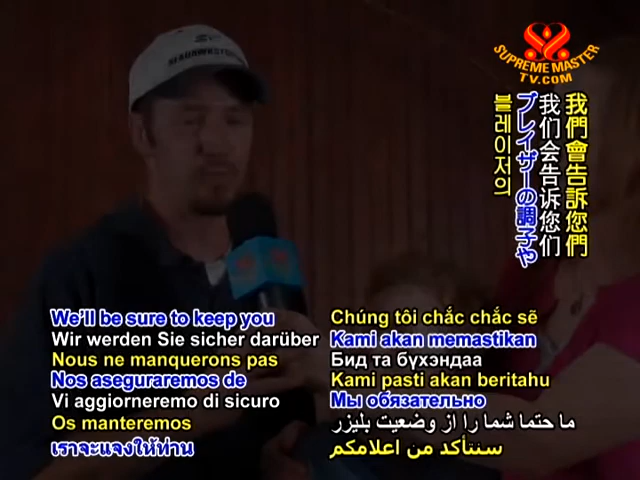 SEAHAWKS
SUPREME MASTER
TV.COM
我們會告訴您們
我们会告诉您们
ブレイザーの調子や
블레이저의
We'll be sure to keep you
Wir werden Sie sicher darüber
Nous ne manquerons pas
Nos aseguraremos de
Vi aggiorneremo di sicuro
Os manteremos
เราจะแจงให้ท่าน
Chúng tôi chắc chắc sẽ
Kami akan memastikan
Бид та бүхэндаа
Kami pasti akan beritahu
Мы обязательно
ما حتما شما را از وضعیت بلیزر
سنتأكد من اعلامكم